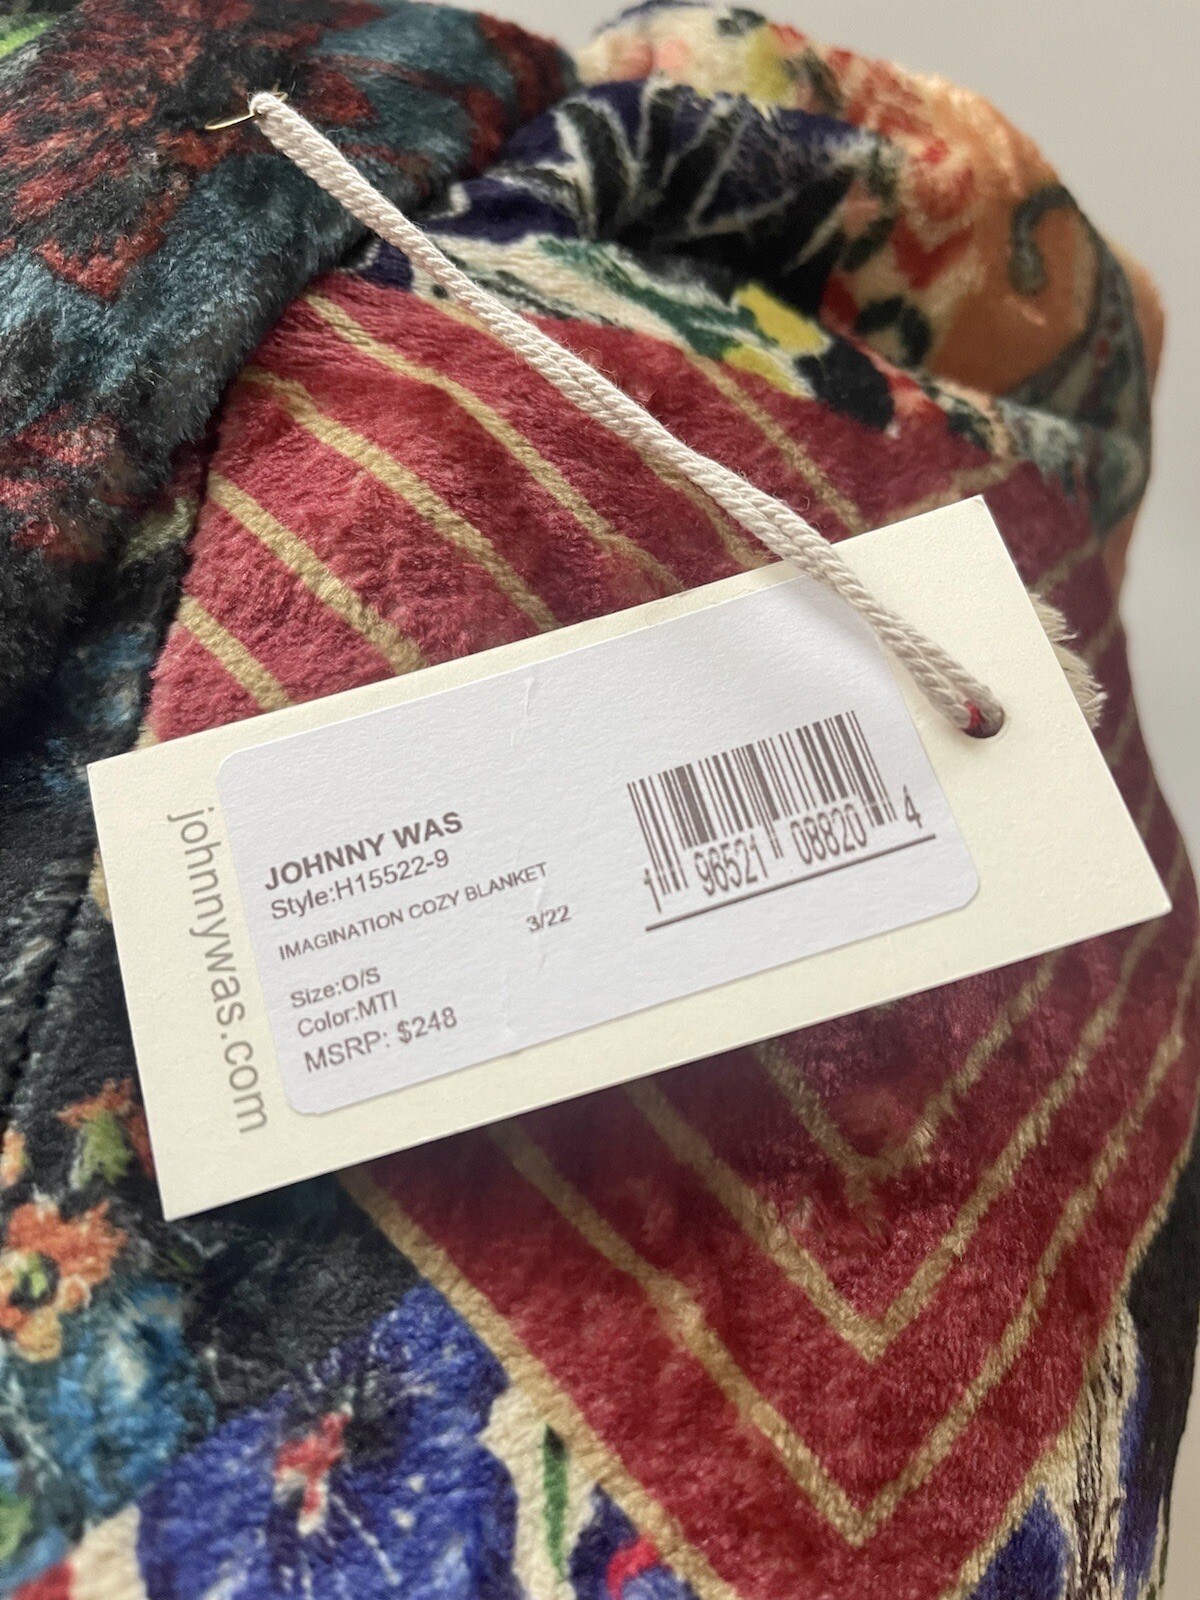 JOHNNY WAS
Style:H15522-9
IMAGINATION COZY BLANKET
3/22
Size:O/S
Color:MTI
MSRP: $248
1 96521 08820 4
johnnywas.com